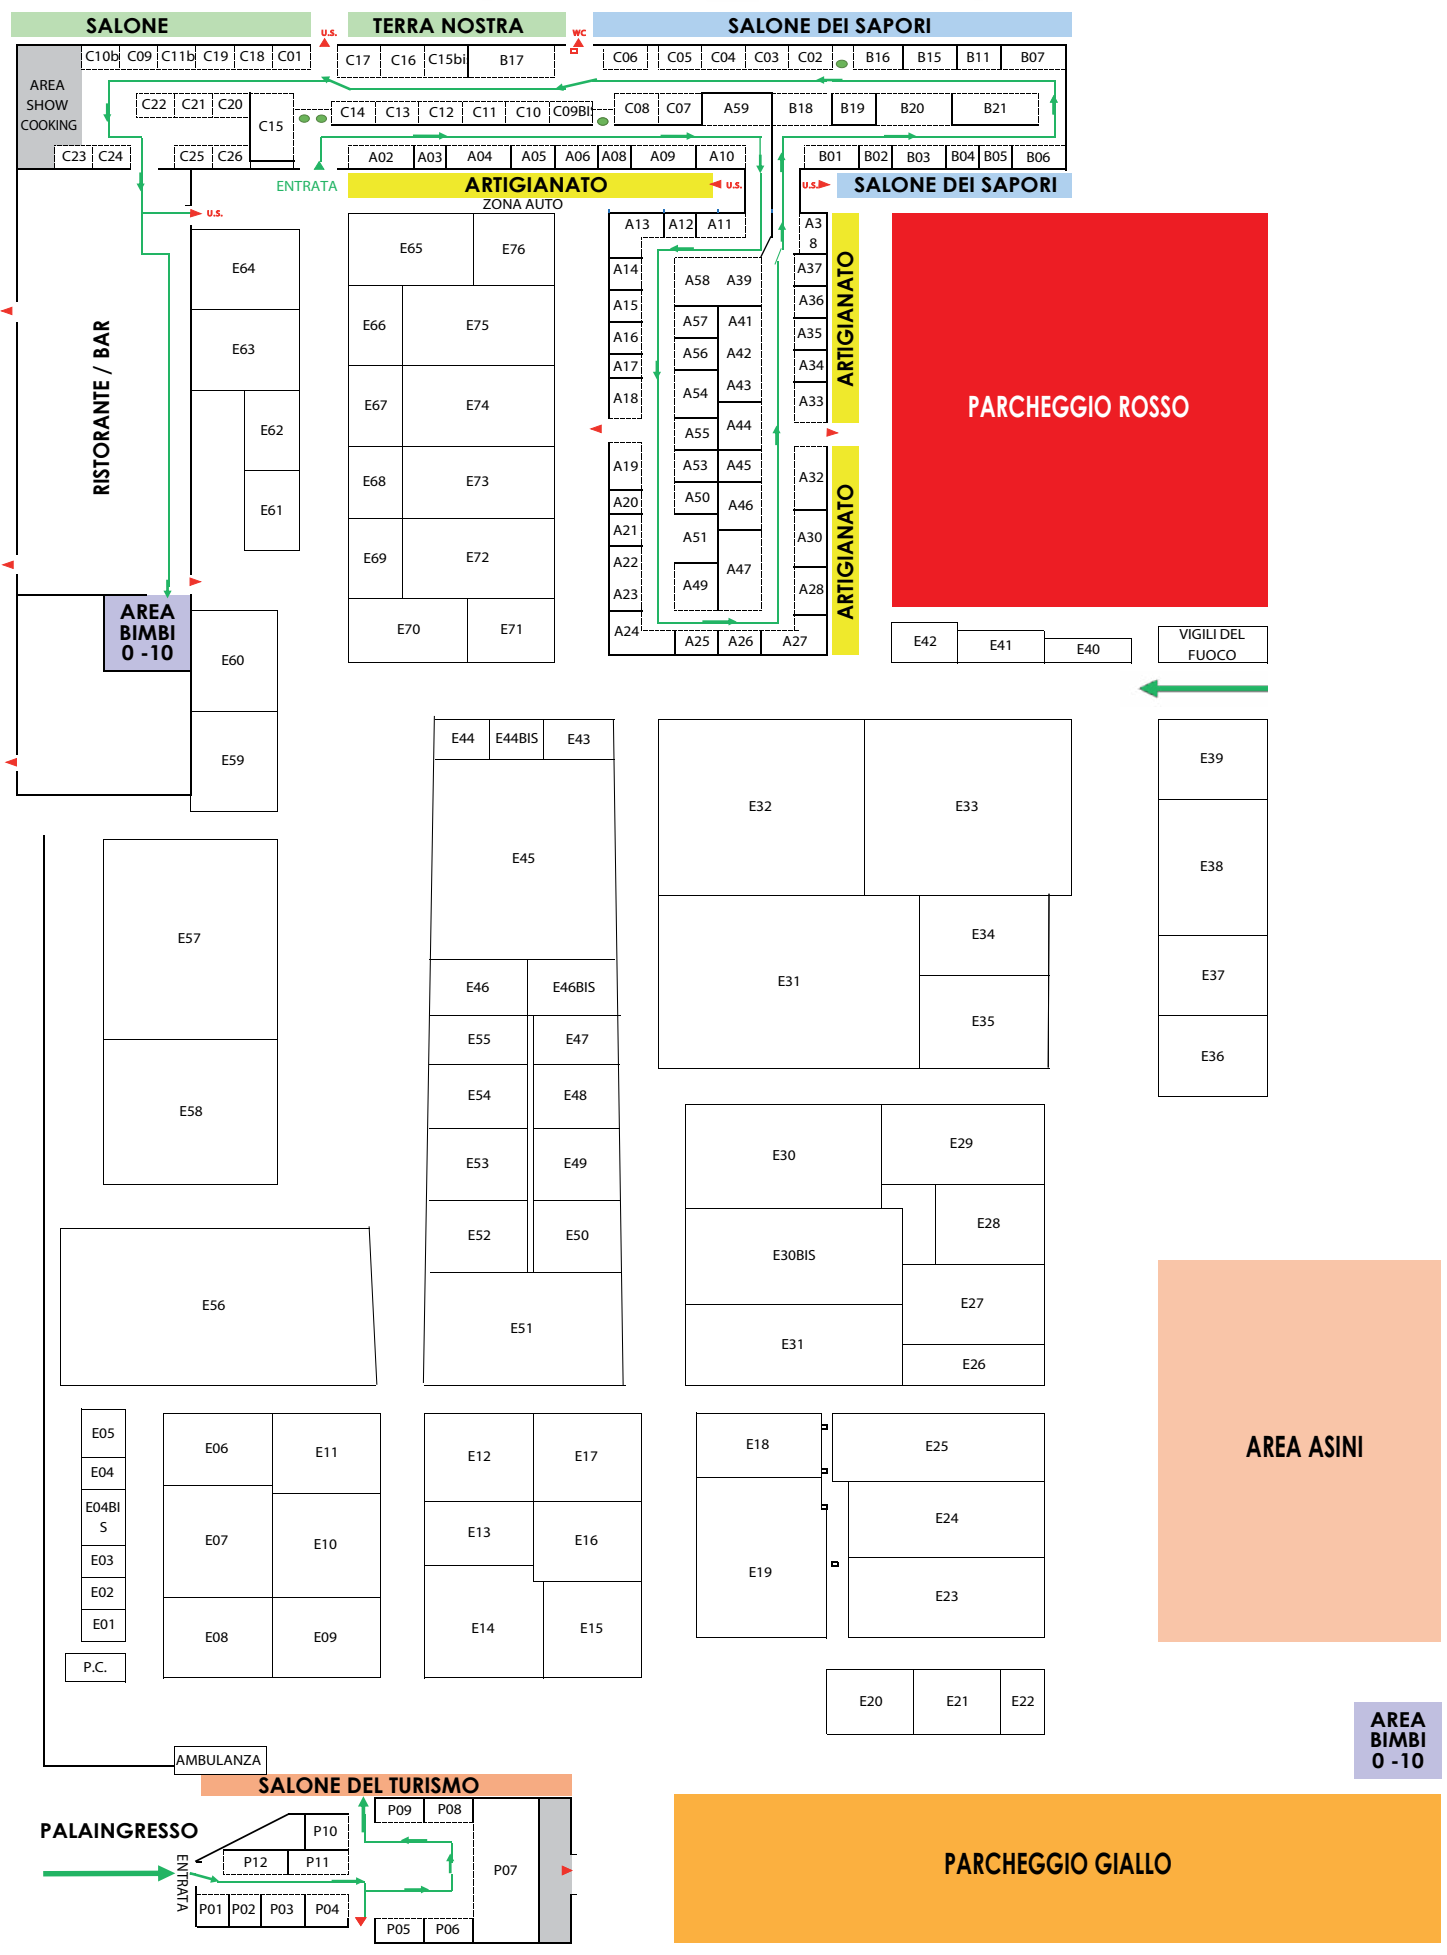 SALONE
TERRA NOSTRA
SALONE DEI SAPORI
U.S.
WC
C10b C09 C11b C19 C18 C01
C17 C16 C15bi B17
C06 C05 C04 C03 C02 B16 B15 B11 B07
AREA
SHOW
COOKING
C22 C21 C20
C15
C14 C13 C12 C11 C10 C09BI
C08 C07 A59 B18 B19 B20 B21
C23 C24
C25 C26
A02 A03 A04 A05 A06 A08 A09 A10
B01 B02 B03 B04 B05 B06
ENTRATA
ARTIGIANATO
U.S.
U.S.
SALONE DEI SAPORI
ZONA AUTO
U.S.
E65 E76
A13 A12 A11
A3
8
E64
A14
A58 A39
A37
A15
A36
E66 E75
A57 A41
A16
A35
E63
A56 A42
A17
A34
A54 A43
A18
A33
ARTIGIANATO
RISTORANTE / BAR
E67 E74
PARCHEGGIO ROSSO
E62
A55 A44
A19
A53 A45
A32
E68 E73
A20
A50 A46
E61
A21
A51
A30
ARTIGIANATO
E69 E72
A22
A47
A49
A23
A28
AREA
BIMBI
0 -10
E70 E71
A24
A25 A26 A27
E42 E41 E40
VIGILI DEL
FUOCO
E60
E44 E44BIS E43
E59
E39
E32 E33
E45
E38
E57
E34
E46 E46BIS
E31
E37
E35
E55 E47
E36
E54 E48
E58
E30 E29
E53 E49
E28
E52 E50
E30BIS
E56
E27
E51
E31
E26
E05
E06 E11
E12 E17
E18 E25
AREA ASINI
E04
E04BI
S
E07 E10
E13 E16
E24
E03
E19
E02
E23
E01
E08 E09
E14 E15
P.C.
E20 E21 E22
AREA
BIMBI
0 -10
AMBULANZA
SALONE DEL TURISMO
P09 P08
PALAINGRESSO
P10
P12 P11
ENTRATA
P07
PARCHEGGIO GIALLO
P01 P02 P03 P04
P05 P06